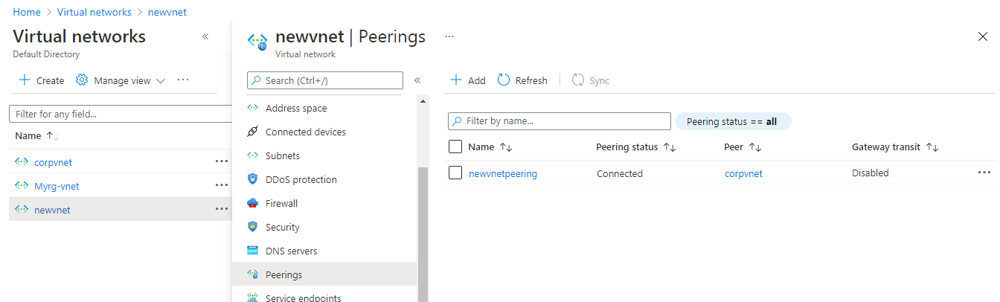 Home > Virtual networks > newvnet
Virtual networks «
Default Directory
+ Create Manage view ···
Filter for any field...
Name ↑↓
corpvnet ···
Myrg-vnet ···
newvnet ···
newvnet | Peerings ···
Virtual network
Search (Ctrl+/) «
Address space
Connected devices
Subnets
DDoS protection
Firewall
Security
DNS servers
Peerings
Service endpoints
+ Add Refresh Sync
Filter by name... Peering status == all
Name ↑↓ Peering status ↑↓ Peer ↑↓ Gateway transit ↑↓
newvnetpeering Connected corpvnet Disabled ···